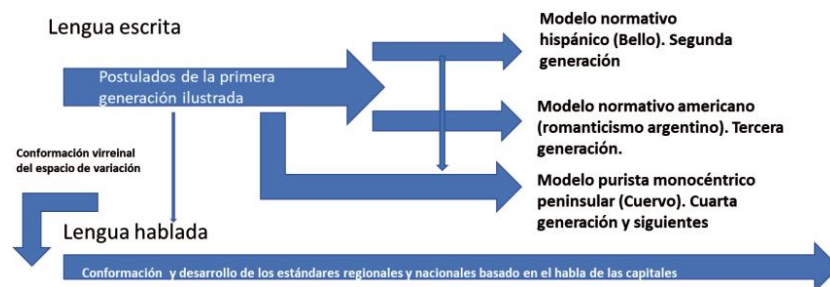 Lengua escrita
Postulados de la primera
generación ilustrada
Modelo normativo
hispánico (Bello). Segunda
generación
Modelo normativo americano
(romanticismo argentino). Tercera
generación.
Modelo purista monocéntrico
peninsular (Cuervo). Cuarta
generación y siguientes
Conformación virreinal
del espacio de variación
Lengua hablada
Conformación y desarrollo de los estándares regionales y nacionales basado en el habla de las capitales